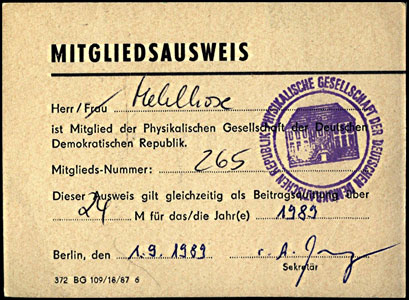 MITGLIEDSAUSWEIS
Herr/Frau
ist Mitglied der Physikalischen Gesellschaft der Deutschen
Demokratischen Republik.
Mitglieds-Nummer: 265
Dieser Ausweis gilt gleichzeitig als Beitragsquittung über
24 M für das/die Jahr(e) 1989
Berlin, den 1. 9. 1989
Sekretär
372 BG 109/18/87 6
PHYSIKALISCHE GESELLSCHAFT DER DEUTSCHEN DEMOKRATISCHEN REPUBLIK